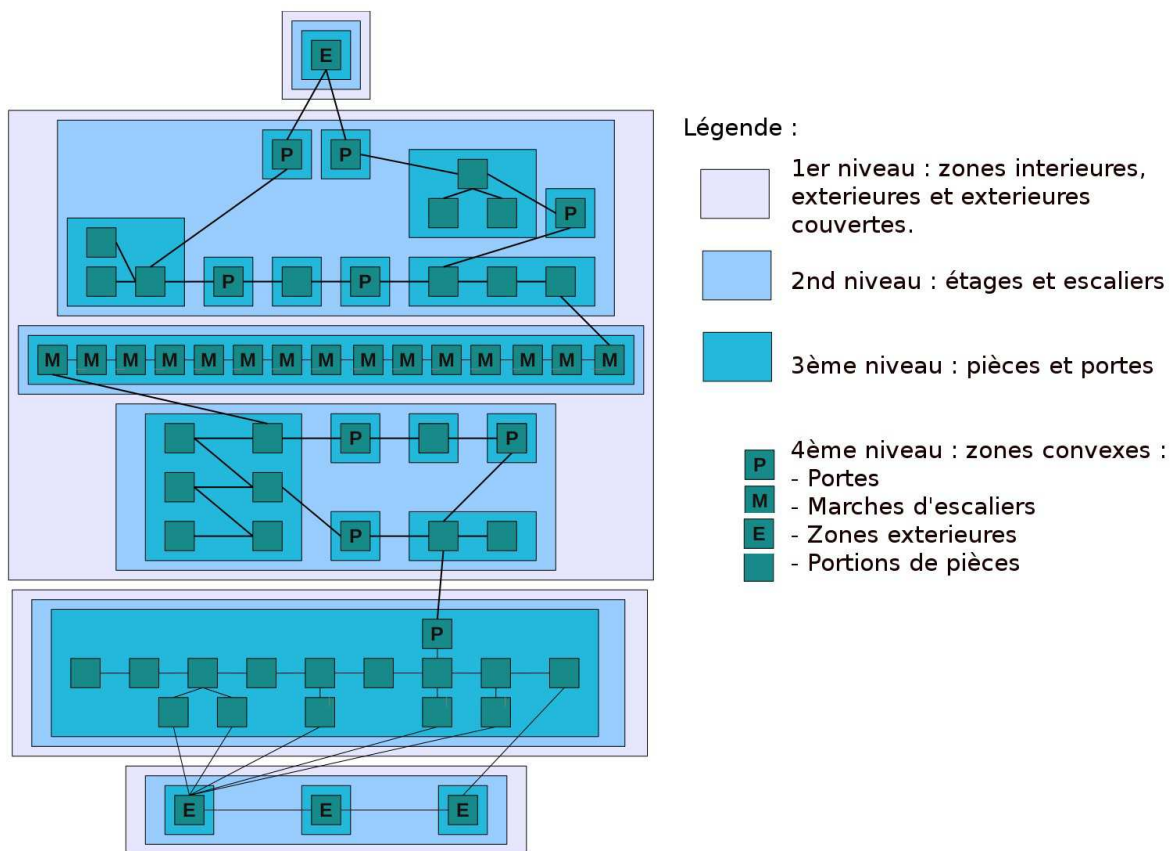 E
P P
P
P P
M M M M M M M M M M M M M M M
P P
P
P
E E E
Légende :
1er niveau : zones interieures,
exterieures et exterieures
couvertes.
2nd niveau : étages et escaliers
3ème niveau : pièces et portes
4ème niveau : zones convexes :
P - Portes
M - Marches d'escaliers
E - Zones exterieures
- Portions de pièces